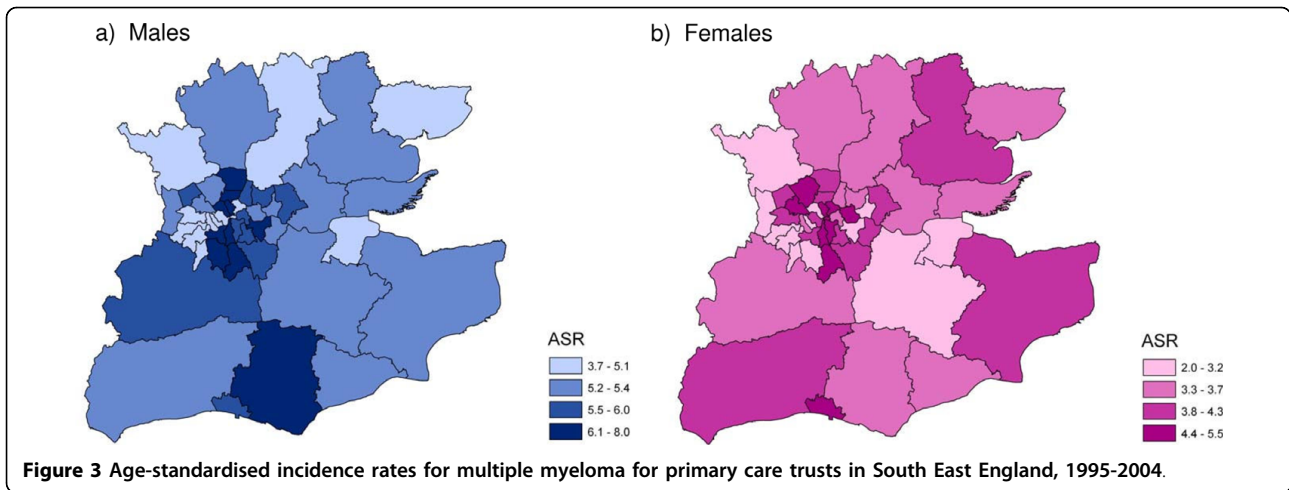 a) Males
b) Females
ASR
3.7 - 5.1
5.2 - 5.4
5.5 - 6.0
6.1 - 8.0
ASR
2.0 - 3.2
3.3 - 3.7
3.8 - 4.3
4.4 - 5.5
Figure 3 Age-standardised incidence rates for multiple myeloma for primary care trusts in South East England, 1995-2004.